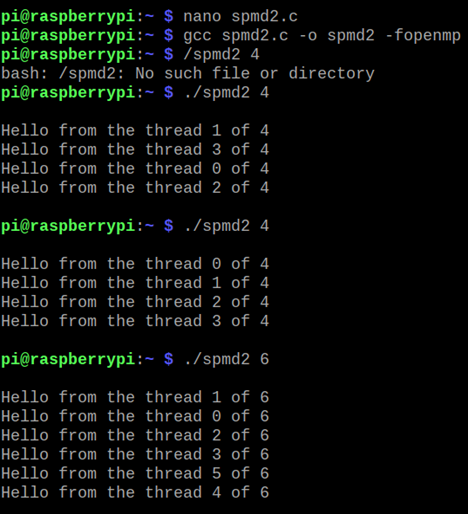 pi@raspberrypi:~ $ nano spmd2.c
pi@raspberrypi:~ $ gcc spmd2.c -o spmd2 -fopenmp
pi@raspberrypi:~ $ /spmd2 4
bash: /spmd2: No such file or directory
pi@raspberrypi:~ $ ./spmd2 4
Hello from the thread 1 of 4
Hello from the thread 3 of 4
Hello from the thread 0 of 4
Hello from the thread 2 of 4
pi@raspberrypi:~ $ ./spmd2 4
Hello from the thread 0 of 4
Hello from the thread 1 of 4
Hello from the thread 2 of 4
Hello from the thread 3 of 4
pi@raspberrypi:~ $ ./spmd2 6
Hello from the thread 1 of 6
Hello from the thread 0 of 6
Hello from the thread 2 of 6
Hello from the thread 3 of 6
Hello from the thread 5 of 6
Hello from the thread 4 of 6